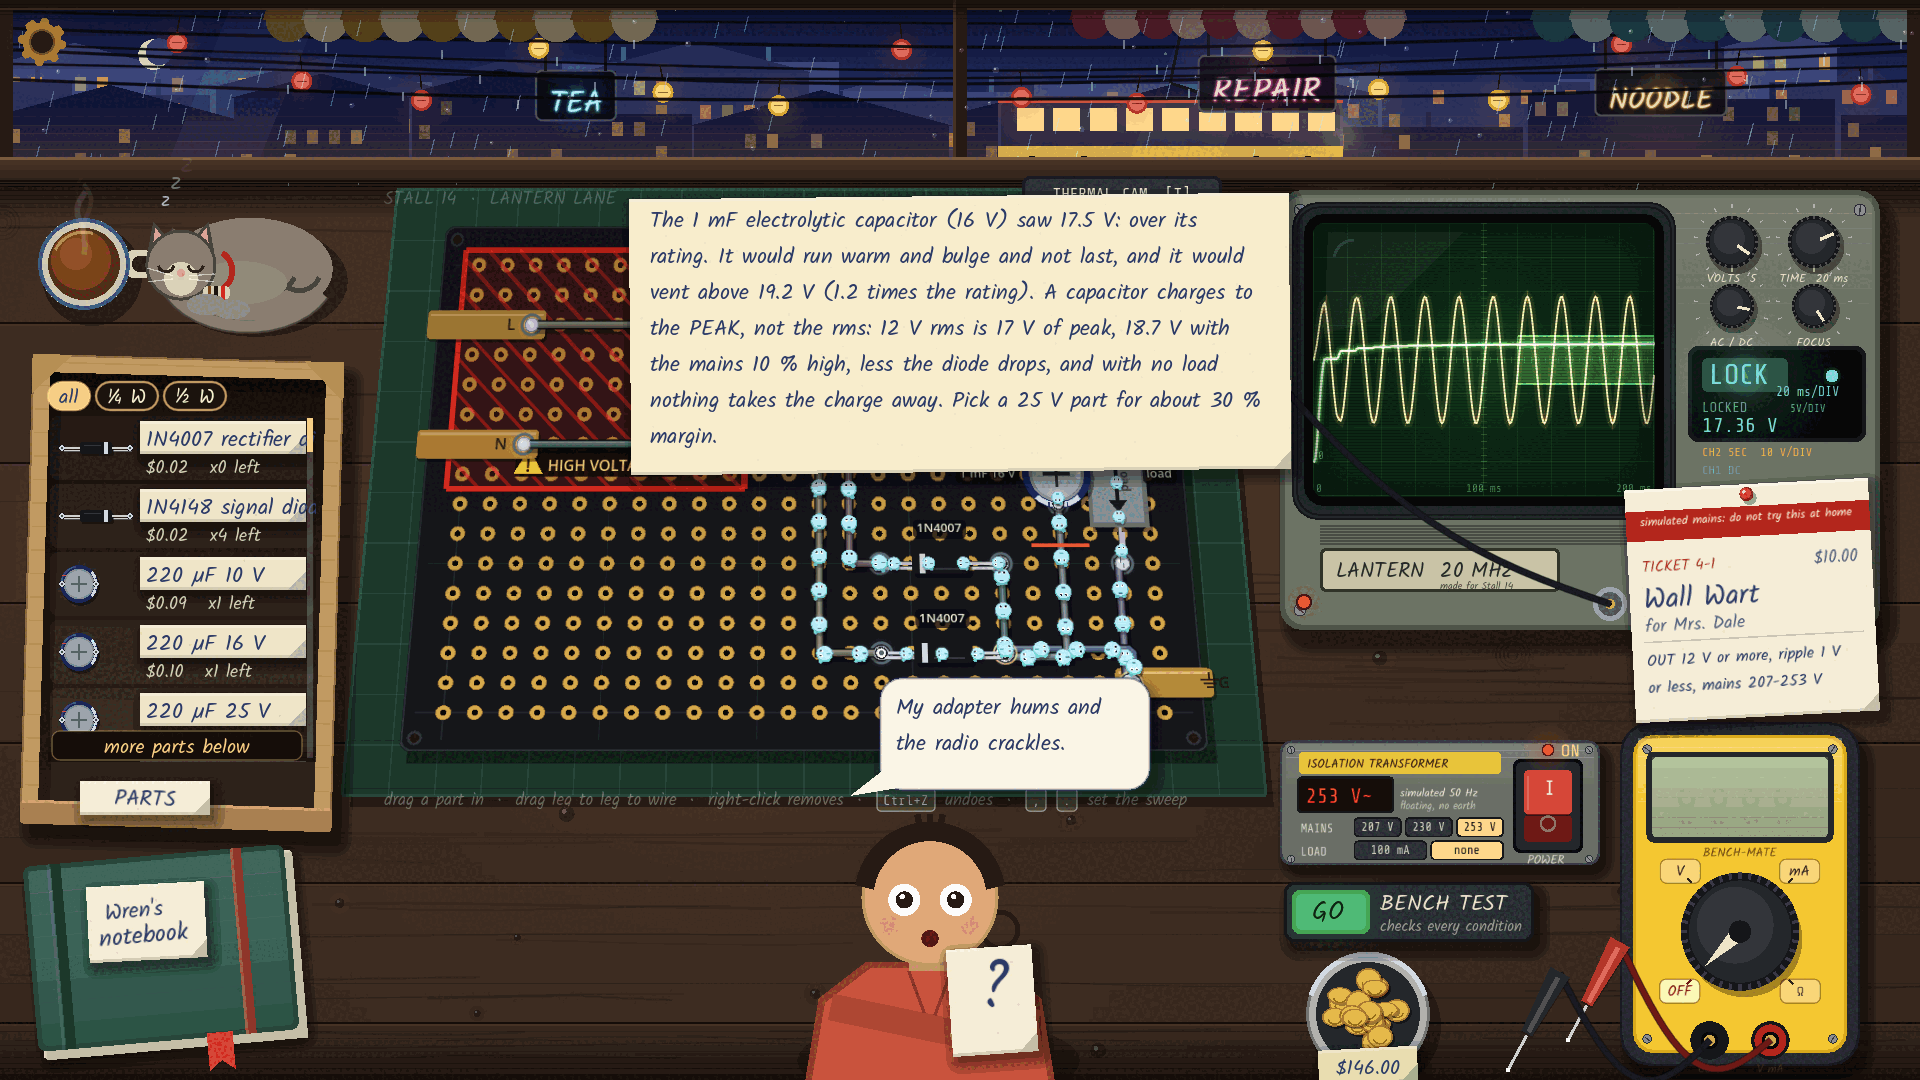 TEA
REPAIR
NOODLE
z
z
STALL 14 · LANTERN LANE
THERMAL CAM [T]
The 1 mF electrolytic capacitor (16 V) saw 17.5 V: over its
rating. It would run warm and bulge and not last, and it would
vent above 19.2 V (1.2 times the rating). A capacitor charges to
the PEAK, not the rms: 12 V rms is 17 V of peak, 18.7 V with
the mains 10 % high, less the diode drops, and with no load
nothing takes the charge away. Pick a 25 V part for about 30 %
margin.
L
N
HIGH VOLTA
1 mF 16 V
load
1N4007
1N4007
G
all
¼ W
½ W
1N4007 rectifier d
$0.02 x0 left
1N4148 signal diod
$0.02 x4 left
220 µF 10 V
$0.09 x1 left
220 µF 16 V
$0.10 x1 left
220 µF 25 V
more parts below
PARTS
Wren's
notebook
My adapter hums and
the radio crackles.
drag a part in · drag leg to leg to wire · right-click removes · Ctrl+Z undoes · , . set the sweep
?
0
0
100 ms
200 ms
VOLTS '5
TIME 20 ms
AC / DC
FOCUS
LOCK
20 ms/DIV
LOCKED
5V/DIV
17.36 V
CH2 SEC 10 V/DIV
CH1 DC
LANTERN 20 MHz
made for Stall 14
simulated mains: do not try this at home
TICKET 4-1
$10.00
Wall Wart
for Mrs. Dale
OUT 12 V or more, ripple 1 V
or less, mains 207-253 V
ISOLATION TRANSFORMER
ON
253 V~
simulated 50 Hz
floating, no earth
MAINS
207 V
230 V
253 V
LOAD
100 mA
none
I
POWER
GO
BENCH TEST
checks every condition
$146.00
BENCH-MATE
V
mA
OFF
Ω